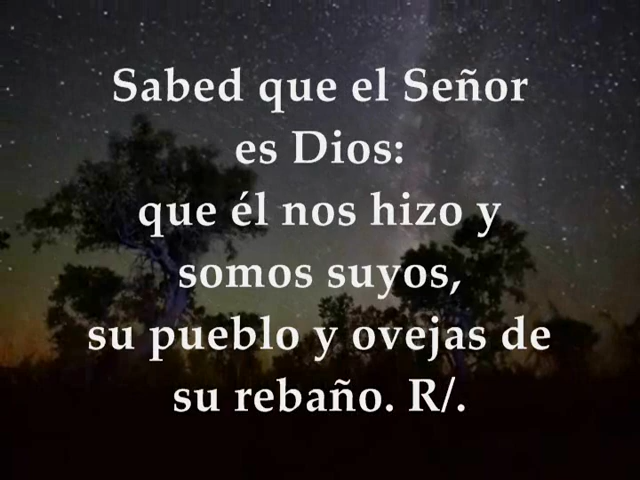 Sabed que el Señor
es Dios:
que él nos hizo y
somos suyos,
su pueblo y ovejas de
su rebaño. R/.